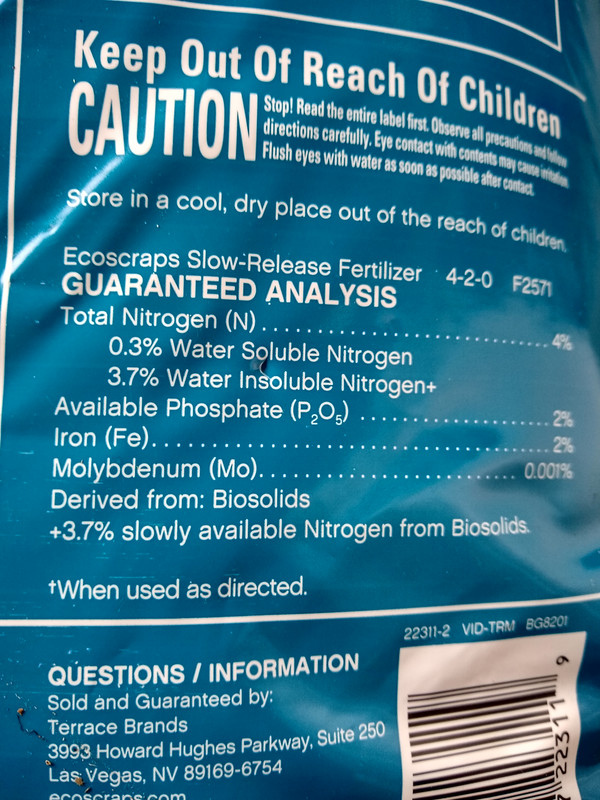 Keep Out Of Reach Of Children
CAUTION
Stop! Read the entire label first. Observe all precautions and follow
directions carefully. Eye contact with contents may cause irritation.
Flush eyes with water as soon as possible after contact.
Store in a cool, dry place out of the reach of children.
Ecoscraps Slow-Release Fertilizer 4-2-0 F2571
GUARANTEED ANALYSIS
Total Nitrogen (N)........................................4%
0.3% Water Soluble Nitrogen
3.7% Water Insoluble Nitrogen+
Available Phosphate (P₂O₅) ..........................2%
Iron (Fe).....................................................2%
Molybdenum (Mo)................................0.001%
Derived from: Biosolids
+3.7% slowly available Nitrogen from Biosolids.
†When used as directed.
22311-2 VID-TRM BG8201
QUESTIONS / INFORMATION
Sold and Guaranteed by:
Terrace Brands
3993 Howard Hughes Parkway, Suite 250
Las Vegas, NV 89169-6754
ecoscraps.com
9
22311